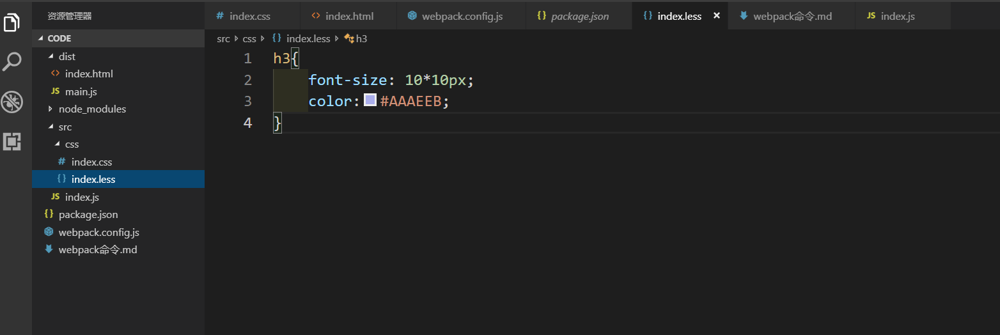 资源管理器
CODE
dist
index.html
JS main.js
node_modules
src
css
# index.css
{} index.less
JS index.js
{} package.json
webpack.config.js
webpack命令.md
# index.css <> index.html webpack.config.js {} package.json {} index.less × webpack命令.md JS index.js
src css {} index.less h3
1 h3{
2 font-size: 10*10px;
3 color: #AAAEEB;
4 }